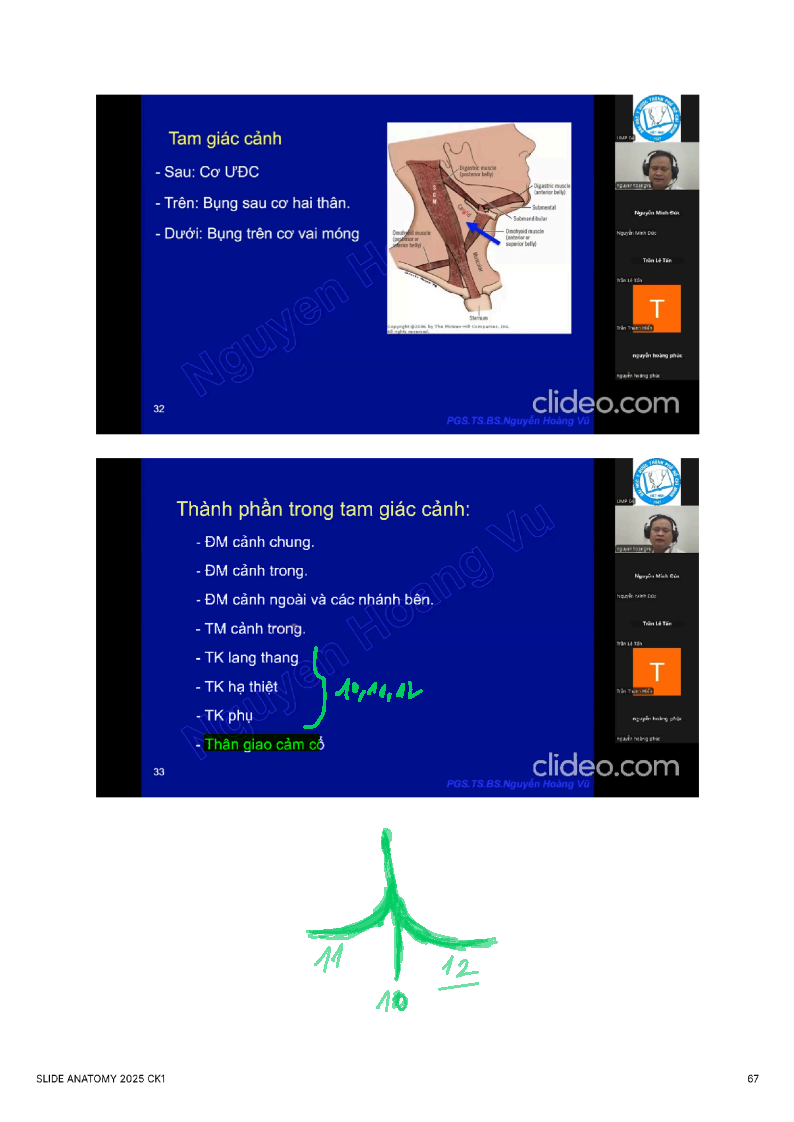 Tam giác cảnh
- Sau: Cơ ƯĐC
- Trên: Bụng sau cơ hai thân.
- Dưới: Bụng trên cơ vai móng
Digastric muscle
(posterior belly)
Digastric muscle
(anterior belly)
Submental
Submandibular
Omohyoid muscle
(anterior or
superior belly)
Omohyoid muscle
(posterior or
inferior belly)
SCM
Carotid
Muscular
Sternum
Copyright ©2006 by The McGraw-Hill Companies, Inc.
All rights reserved.
32
clideo.com
PGS.TS.BS.Nguyễn Hoàng Vũ
Nguyễn Minh Đức
Nguyễn Minh Đức
Trần Lê Tấn
Trần Lê Tấn
T
nguyễn hoàng phúc
nguyễn hoàng phúc
Thành phần trong tam giác cảnh:
- ĐM cảnh chung.
- ĐM cảnh trong.
- ĐM cảnh ngoài và các nhánh bên.
- TM cảnh trong.
- TK lang thang
- TK hạ thiệt
- TK phụ
- Thân giao cảm cổ
10, 11, 12
Nguyen Hoang Vu
33
clideo.com
PGS.TS.BS.Nguyễn Hoàng Vũ
Nguyễn Minh Đức
Nguyễn Minh Đức
Trần Lê Tấn
Trần Lê Tấn
T
nguyễn hoàng phúc
nguyễn hoàng phúc
11
12
10
SLIDE ANATOMY 2025 CK1
67